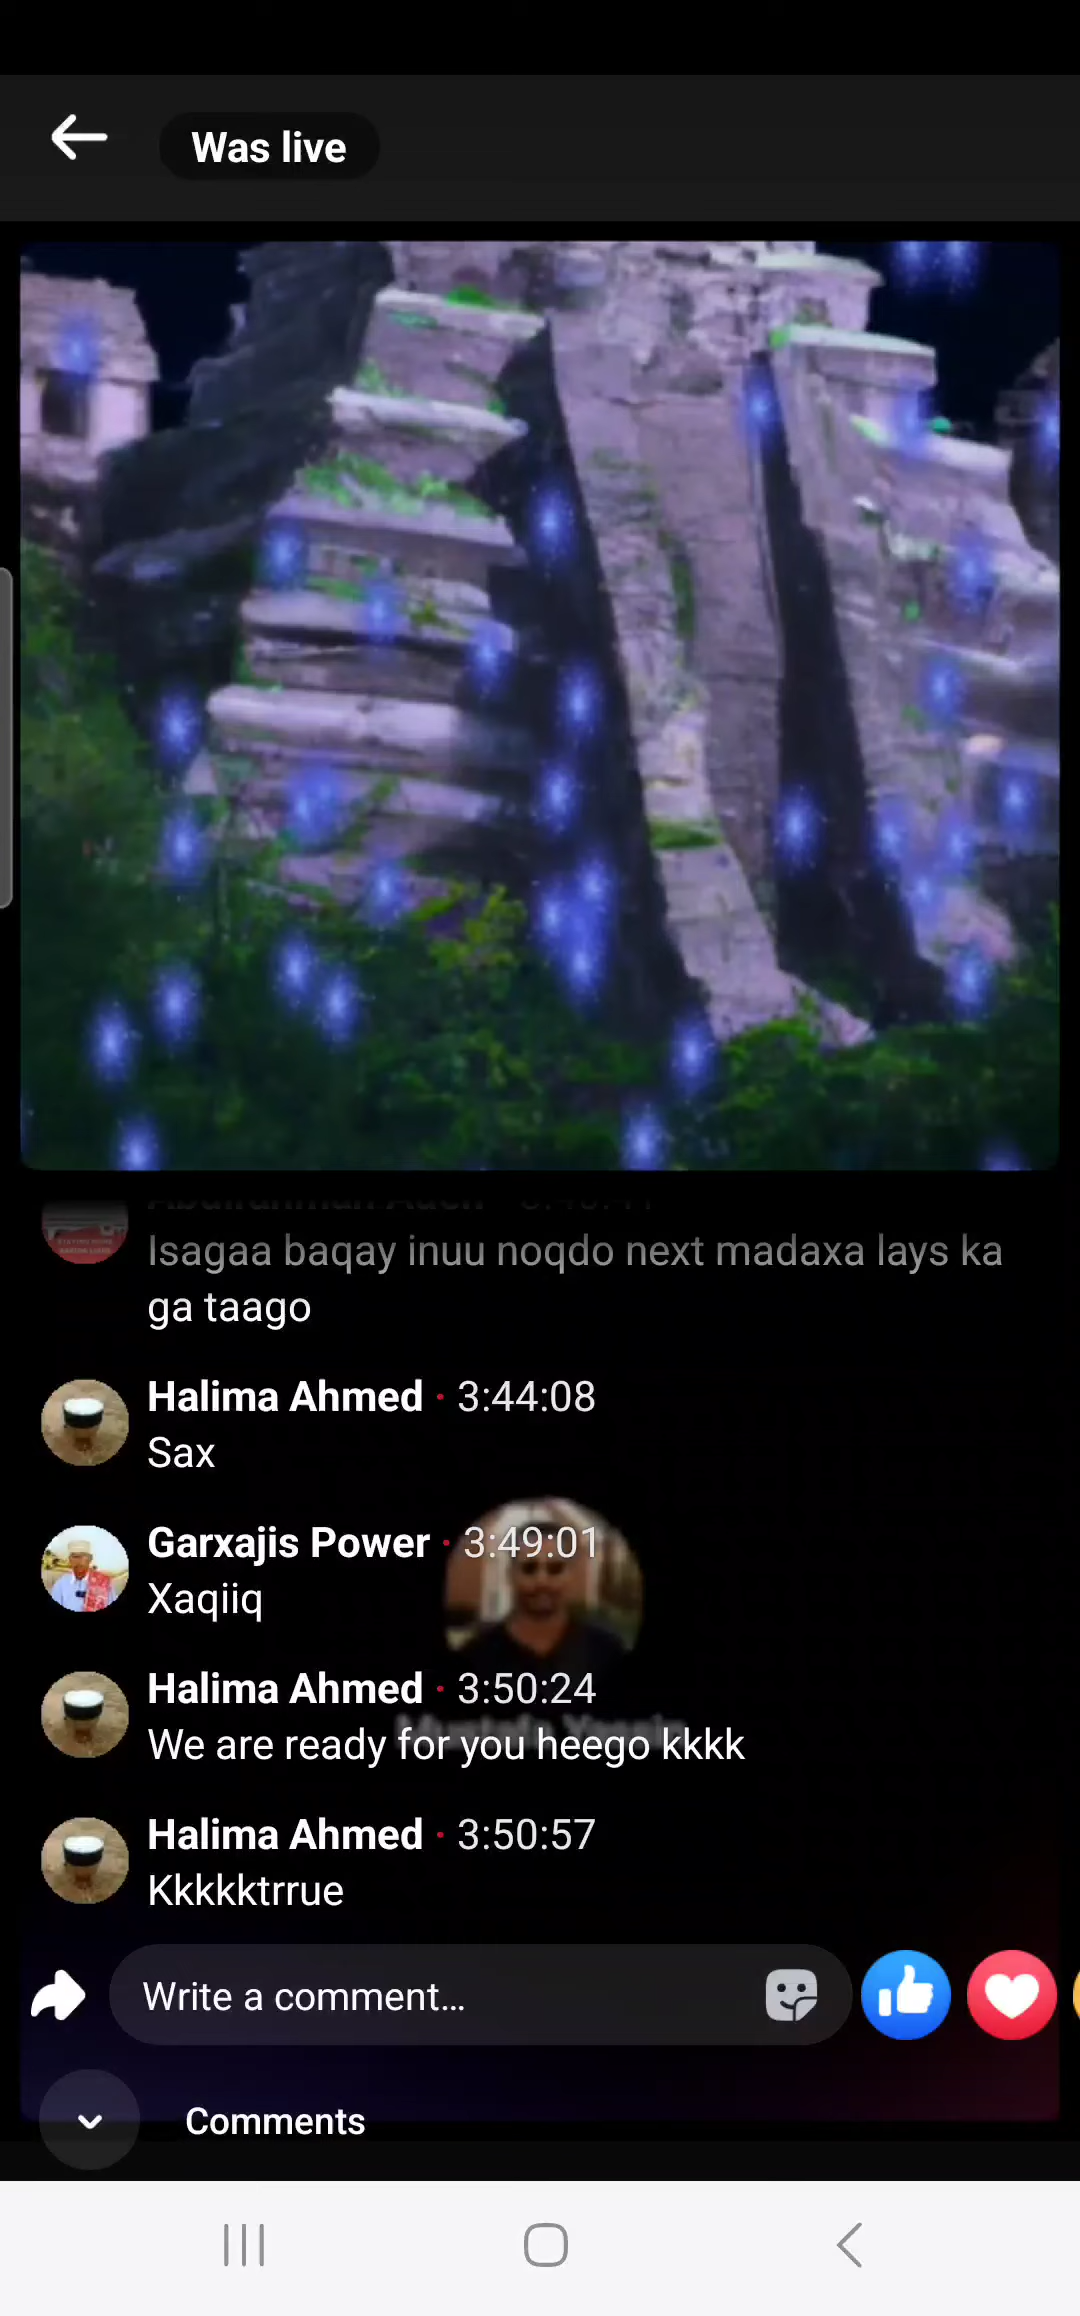 Was live
Isagaa baqay inuu noqdo next madaxa lays ka
ga taago
Halima Ahmed · 3:44:08
Sax
Garxajis Power · 3:49:01
Xaqiiq
Halima Ahmed · 3:50:24
We are ready for you heego kkkk
Halima Ahmed · 3:50:57
Kkkkktrrue
Write a comment...
Comments